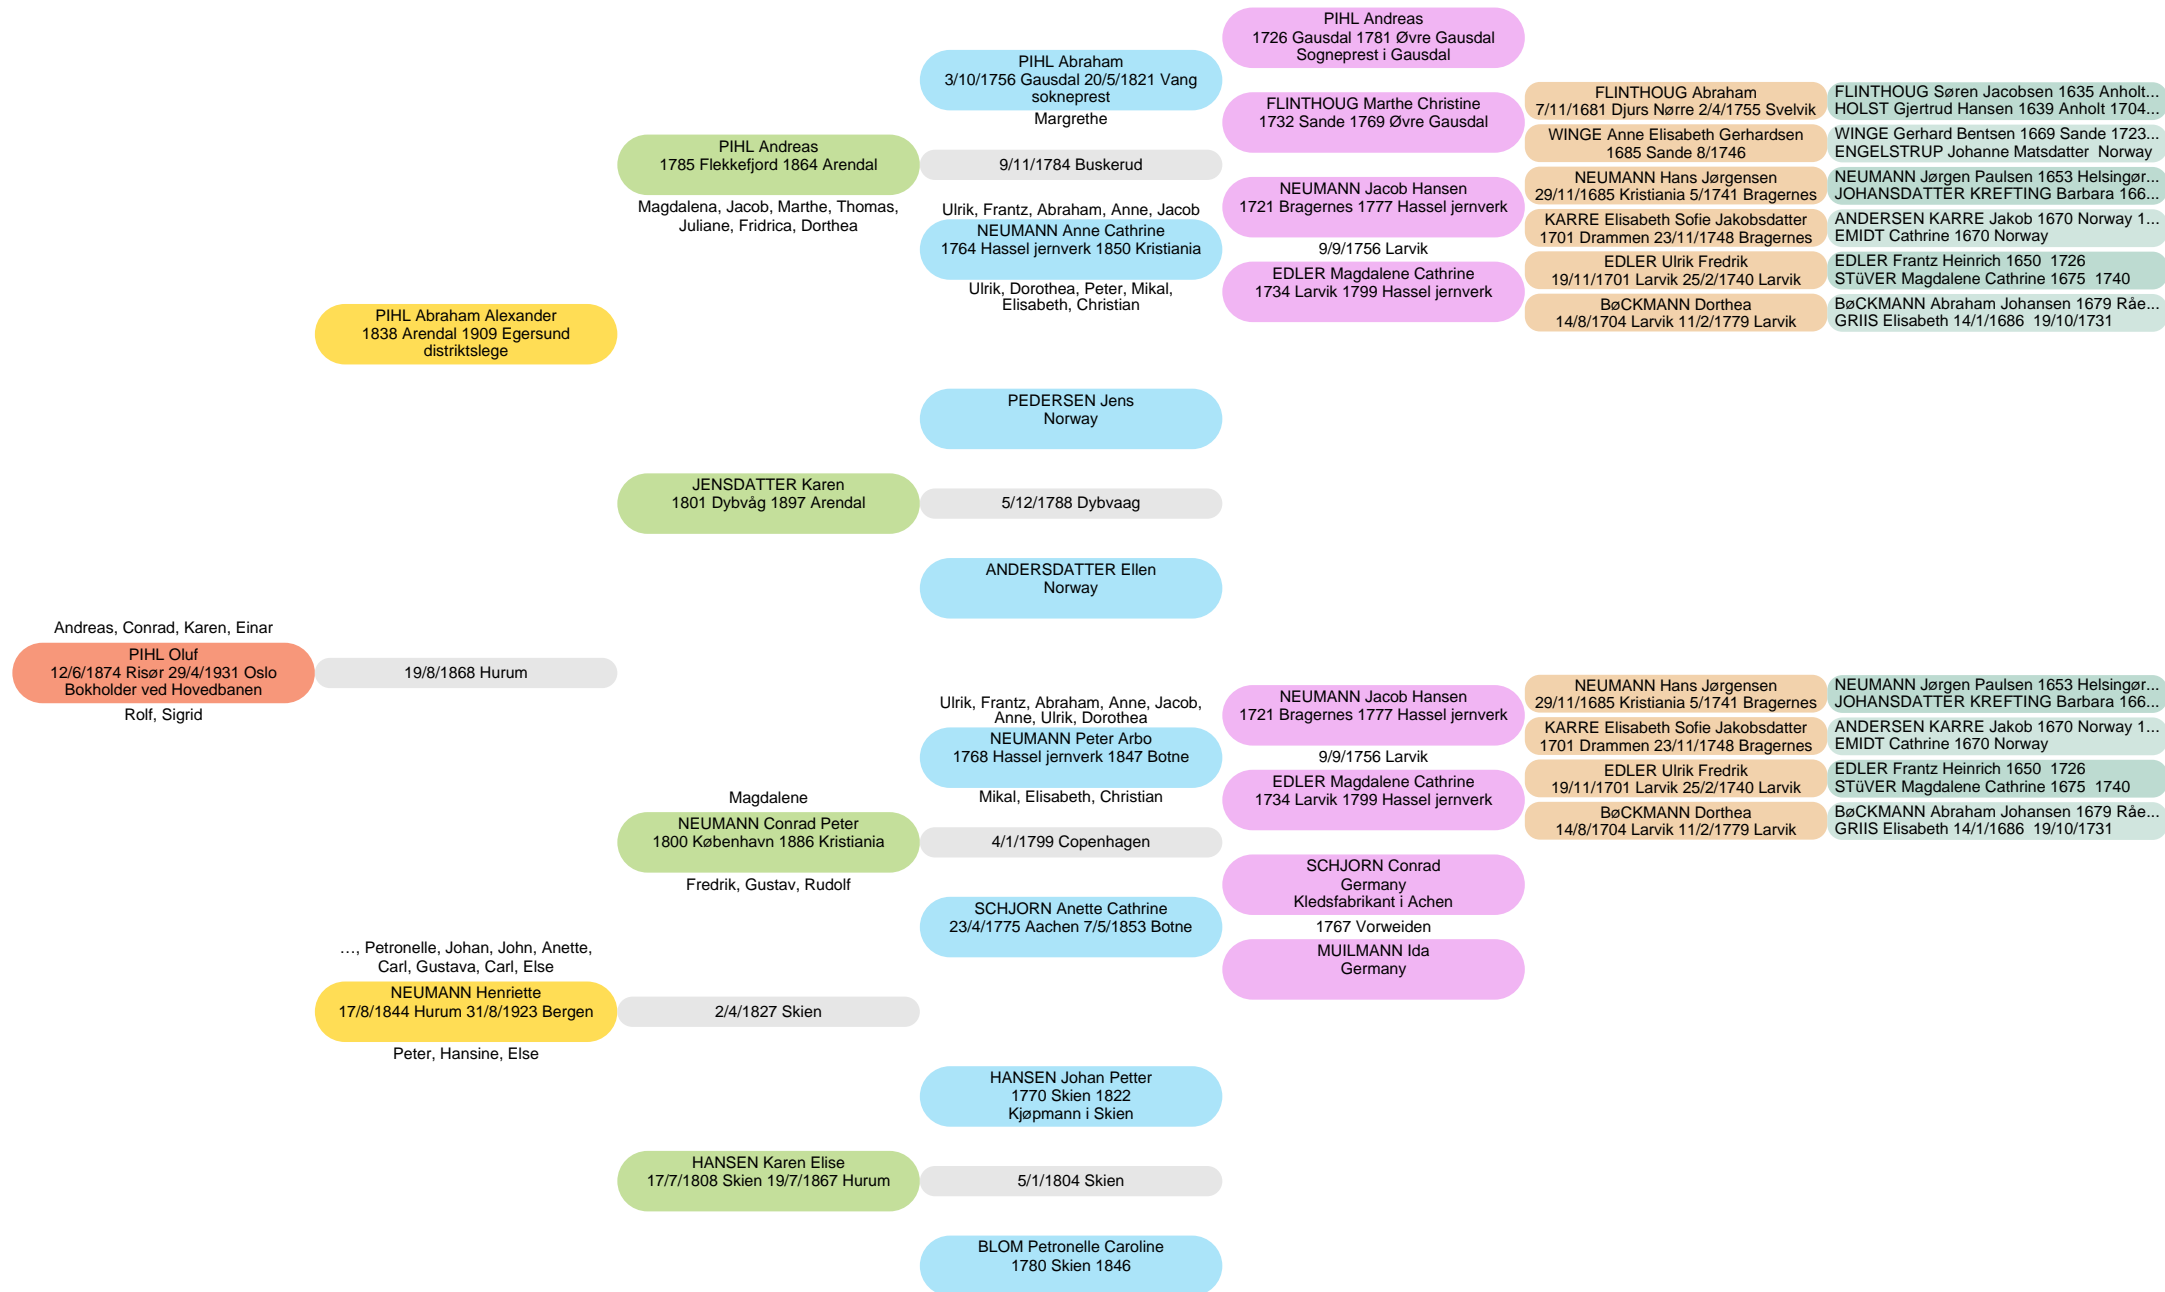 Andreas, Conrad, Karen, Einar
PIHL Oluf
12/6/1874 Risør 29/4/1931 Oslo
Bokholder ved Hovedbanen
Rolf, Sigrid
PIHL Abraham Alexander
1838 Arendal 1909 Egersund
distriktslege
19/8/1868 Hurum
…, Petronelle, Johan, John, Anette,
Carl, Gustava, Carl, Else
NEUMANN Henriette
17/8/1844 Hurum 31/8/1923 Bergen
Peter, Hansine, Else
PIHL Andreas
1785 Flekkefjord 1864 Arendal
Magdalena, Jacob, Marthe, Thomas,
Juliane, Fridrica, Dorthea
JENSDATTER Karen
1801 Dybvåg 1897 Arendal
Magdalene
NEUMANN Conrad Peter
1800 København 1886 Kristiania
Fredrik, Gustav, Rudolf
2/4/1827 Skien
HANSEN Karen Elise
17/7/1808 Skien 19/7/1867 Hurum
PIHL Abraham
3/10/1756 Gausdal 20/5/1821 Vang
sokneprest
Margrethe
9/11/1784 Buskerud
Ulrik, Frantz, Abraham, Anne, Jacob
NEUMANN Anne Cathrine
1764 Hassel jernverk 1850 Kristiania
Ulrik, Dorothea, Peter, Mikal,
Elisabeth, Christian
PEDERSEN Jens
Norway
5/12/1788 Dybvaag
ANDERSDATTER Ellen
Norway
Ulrik, Frantz, Abraham, Anne, Jacob,
Anne, Ulrik, Dorothea
NEUMANN Peter Arbo
1768 Hassel jernverk 1847 Botne
Mikal, Elisabeth, Christian
4/1/1799 Copenhagen
SCHJORN Anette Cathrine
23/4/1775 Aachen 7/5/1853 Botne
HANSEN Johan Petter
1770 Skien 1822
Kjøpmann i Skien
5/1/1804 Skien
BLOM Petronelle Caroline
1780 Skien 1846
PIHL Andreas
1726 Gausdal 1781 Øvre Gausdal
Sogneprest i Gausdal
FLINTHOUG Marthe Christine
1732 Sande 1769 Øvre Gausdal
NEUMANN Jacob Hansen
1721 Bragernes 1777 Hassel jernverk
9/9/1756 Larvik
EDLER Magdalene Cathrine
1734 Larvik 1799 Hassel jernverk
NEUMANN Jacob Hansen
1721 Bragernes 1777 Hassel jernverk
9/9/1756 Larvik
EDLER Magdalene Cathrine
1734 Larvik 1799 Hassel jernverk
SCHJORN Conrad
Germany
Kledsfabrikant i Achen
1767 Vorweiden
MUILMANN Ida
Germany
FLINTHOUG Abraham
7/11/1681 Djurs Nørre 2/4/1755 Svelvik
WINGE Anne Elisabeth Gerhardsen
1685 Sande 8/1746
NEUMANN Hans Jørgensen
29/11/1685 Kristiania 5/1741 Bragernes
KARRE Elisabeth Sofie Jakobsdatter
1701 Drammen 23/11/1748 Bragernes
EDLER Ulrik Fredrik
19/11/1701 Larvik 25/2/1740 Larvik
BøCKMANN Dorthea
14/8/1704 Larvik 11/2/1779 Larvik
NEUMANN Hans Jørgensen
29/11/1685 Kristiania 5/1741 Bragernes
KARRE Elisabeth Sofie Jakobsdatter
1701 Drammen 23/11/1748 Bragernes
EDLER Ulrik Fredrik
19/11/1701 Larvik 25/2/1740 Larvik
BøCKMANN Dorthea
14/8/1704 Larvik 11/2/1779 Larvik
FLINTHOUG Søren Jacobsen 1635 Anholt...
HOLST Gjertrud Hansen 1639 Anholt 1704...
WINGE Gerhard Bentsen 1669 Sande 1723...
ENGELSTRUP Johanne Matsdatter Norway
NEUMANN Jørgen Paulsen 1653 Helsingør...
JOHANSDATTER KREFTING Barbara 166...
ANDERSEN KARRE Jakob 1670 Norway 1...
EMIDT Cathrine 1670 Norway
EDLER Frantz Heinrich 1650 1726
STüVER Magdalene Cathrine 1675 1740
BøCKMANN Abraham Johansen 1679 Råe...
GRIIS Elisabeth 14/1/1686 19/10/1731
NEUMANN Jørgen Paulsen 1653 Helsingør...
JOHANSDATTER KREFTING Barbara 166...
ANDERSEN KARRE Jakob 1670 Norway 1...
EMIDT Cathrine 1670 Norway
EDLER Frantz Heinrich 1650 1726
STüVER Magdalene Cathrine 1675 1740
BøCKMANN Abraham Johansen 1679 Råe...
GRIIS Elisabeth 14/1/1686 19/10/1731